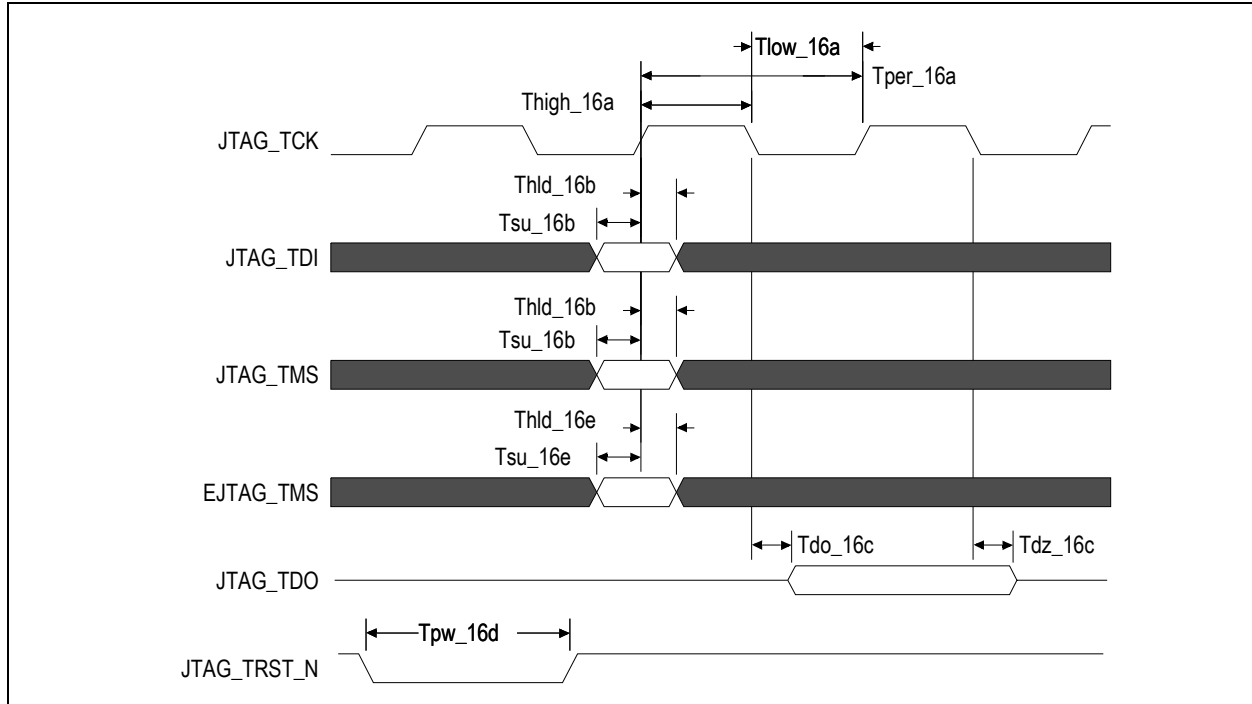 Tlow_16a
Tper_16a
Thigh_16a
JTAG_TCK
Thld_16b
Tsu_16b
JTAG_TDI
Thld_16b
Tsu_16b
JTAG_TMS
Thld_16e
Tsu_16e
EJTAG_TMS
Tdo_16c
Tdz_16c
JTAG_TDO
Tpw_16d
JTAG_TRST_N